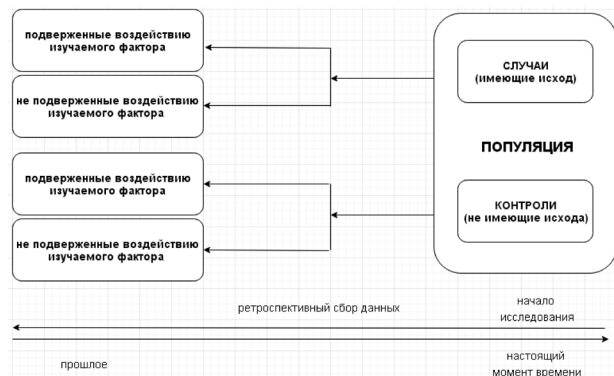 подверженные воздействию
изучаемого фактора
не подверженные воздействию
изучаемого фактора
подверженные воздействию
изучаемого фактора
не подверженные воздействию
изучаемого фактора
СЛУЧАИ
(имеющие исход)
ПОПУЛЯЦИЯ
КОНТРОЛИ
(не имеющие исхода)
ретроспективный сбор данных
начало
исследования
прошлое
настоящий
момент времени